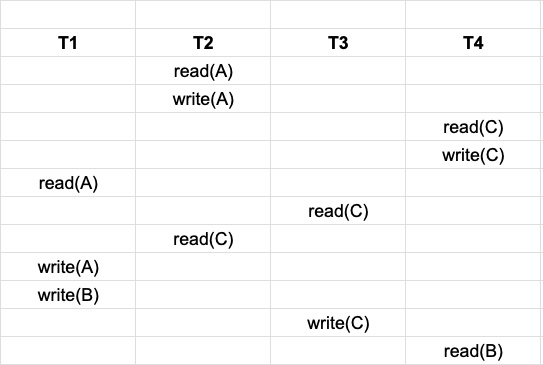 T1 T2 T3 T4
read(A)
write(A)
read(C)
write(C)
read(A)
read(C)
read(C)
write(A)
write(B)
write(C)
read(B)